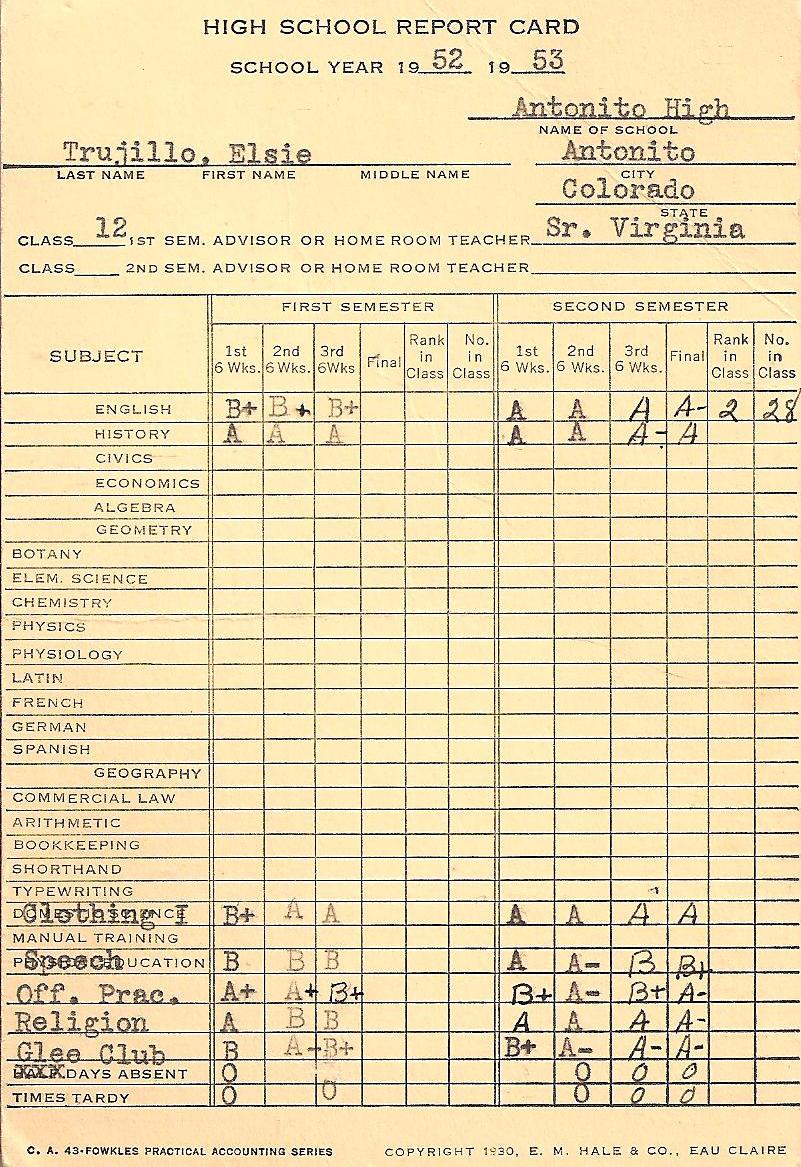 HIGH SCHOOL REPORT CARD
SCHOOL YEAR 19 52 19 53
Antonito High
NAME OF SCHOOL
Trujillo, Elsie Antonito
LAST NAME FIRST NAME MIDDLE NAME CITY
Colorado
STATE
CLASS 12 1ST SEM. ADVISOR OR HOME ROOM TEACHER Sr. Virginia
CLASS 2ND SEM. ADVISOR OR HOME ROOM TEACHER
FIRST SEMESTER SECOND SEMESTER
SUBJECT 1st 6 Wks. 2nd 6 Wks. 3rd 6Wks Final Rank in Class No. in Class 1st 6 Wks. 2nd 6 Wks. 3rd 6 Wks. Final Rank in Class No. in Class
ENGLISH B+ B+ B+ A A A A- 2 28
HISTORY A A A A A A- A
CIVICS
ECONOMICS
ALGEBRA
GEOMETRY
BOTANY
ELEM. SCIENCE
CHEMISTRY
PHYSICS
PHYSIOLOGY
LATIN
FRENCH
GERMAN
SPANISH
GEOGRAPHY
COMMERCIAL LAW
ARITHMETIC
BOOKKEEPING
SHORTHAND
TYPEWRITING
Clothing I B+ A A A A A A
MANUAL TRAINING
Speech B B B A A- B B+
Off. Prac. A+ A+ B+ B+ A- B+ A-
Religion A B B A A A A-
Glee Club B A- B+ B+ A- A- A-
DAYS ABSENT 0 0 0 0
TIMES TARDY 0 0 0 0 0
C. A. 43-FOWKLES PRACTICAL ACCOUNTING SERIES COPYRIGHT 1930, E. M. HALE & CO., EAU CLAIRE